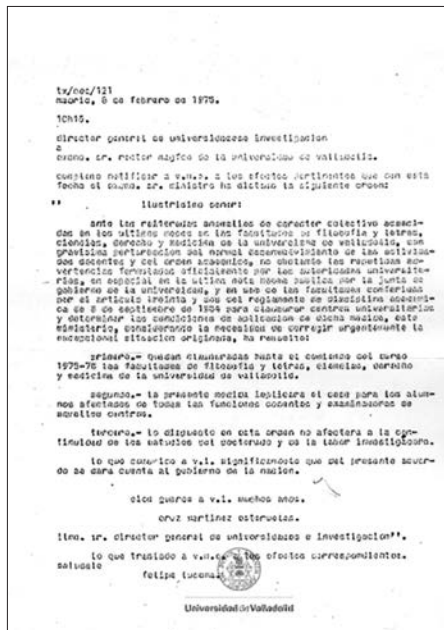 tx/oec/121
madrid, 8 de febrero de 1975.
10h15.
director general de universidades e investigacion
a
excmo. sr. rector magfco de la universidad de valladolid.
cumpleme notificar a v.m.e. a los efectos pertinentes que con esta
fecha el excmo. sr. ministro ha dictado la siguiente orden:
" ilustrisimo señor:
ante las reiteradas anomalias de caracter colectivo acaeci-
das en los ultimos meses en las facultades de filosofia y letras,
ciencias, derecho y medicina de la universidad de valladolid, con
gravisima perturbacion del normal desenvolvimiento de las activida-
des docentes y del orden academico, no obstante las repetidas ad-
vertencias formuladas oficialmente por las autoridades universita-
rias, en especial en la ultima nota hecha publica por la junta de
gobierno de la universidad, y en uso de las facultades conferidas
por el articulo treinta y dos del reglamento de disciplina academi-
ca de 8 de septiembre de 1954 para clausurar centros universitarios
y determinar las condiciones de aplicacion de dicha medida, este
ministerio, considerando la necesidad de corregir urgentemente la
excepcional situacion originada, ha resuelto:
primero.- quedan clausuradas hasta el comienzo del curso
1975-76 las facultades de filosofia y letras, ciencias, derecho
y medicina de la universidad de valladolid.
segundo.- la presente medida implicara el cese para los alum-
nos afectados de todas las funciones docentes y examinadoras de
aquellos centros.
tercero.- lo dispuesto en esta orden no afectara a la con-
tinuidad de los estudios del doctorado y de la labor investigadora.
lo que comunico a v.i. significandole que del presente acuer-
do se dara cuenta al gobierno de la nacion.
dios guarde a v.i. muchos anos.
cruz martinez esteruelas.
ilmo. sr. director general de universidades e investigacion".
lo que traslado a v.m.e. a los efectos correspondientes.
saludale
felipe lucena
Universidad de Valladolid